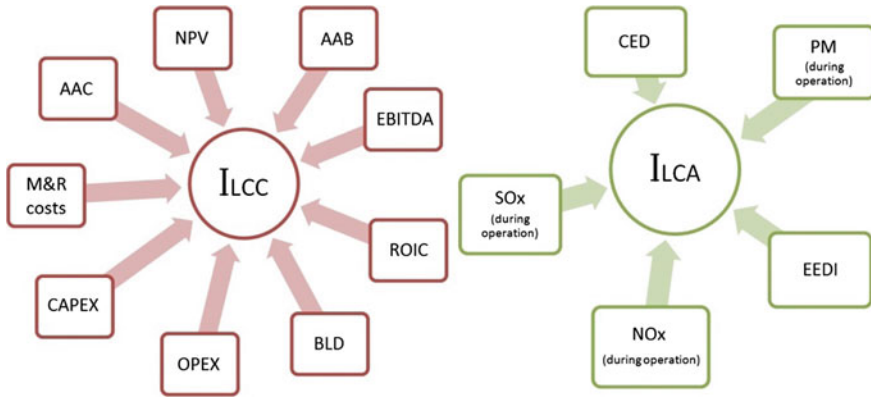 NPV
AAB
AAC
EBITDA
M&R
costs
ILCC
ROIC
CAPEX
OPEX
BLD
CED
PM
(during
operation)
SOx
(during
operation)
ILCA
EEDI
NOx
(during operation)